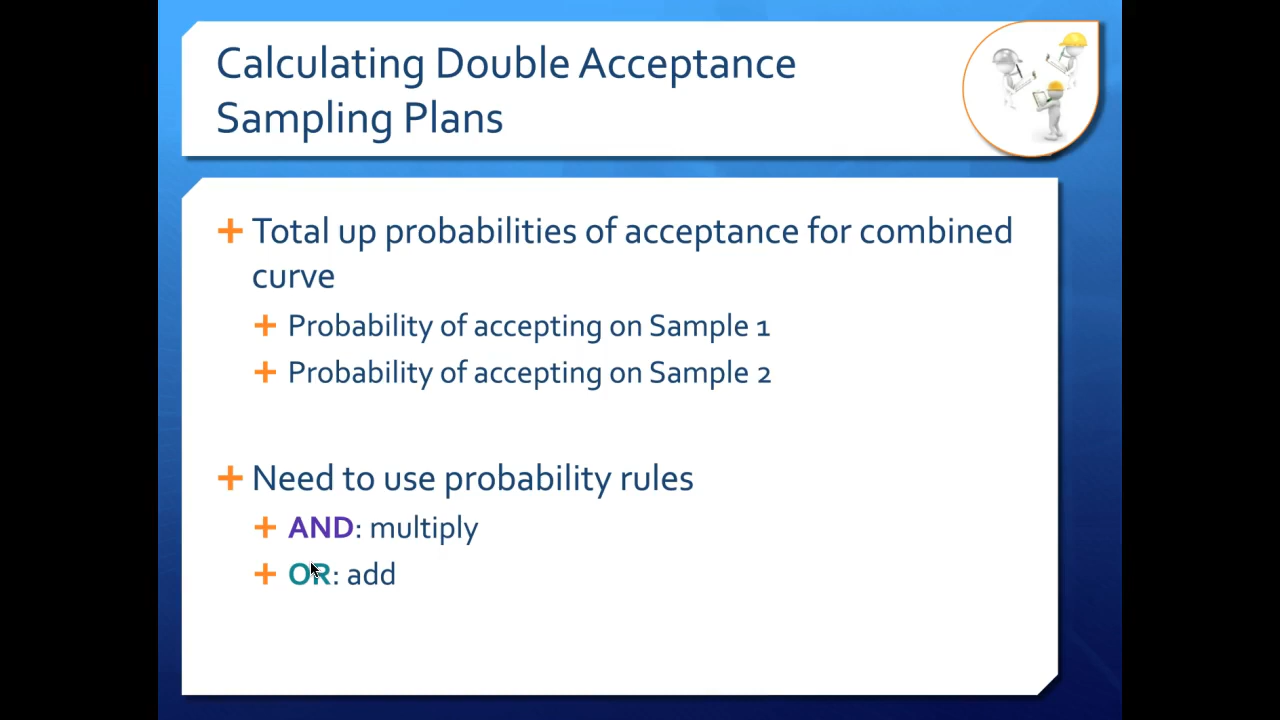 Calculating Double Acceptance
Sampling Plans
Total up probabilities of acceptance for combined
curve
Probability of accepting on Sample 1
Probability of accepting on Sample 2
Need to use probability rules
AND: multiply
OR: add